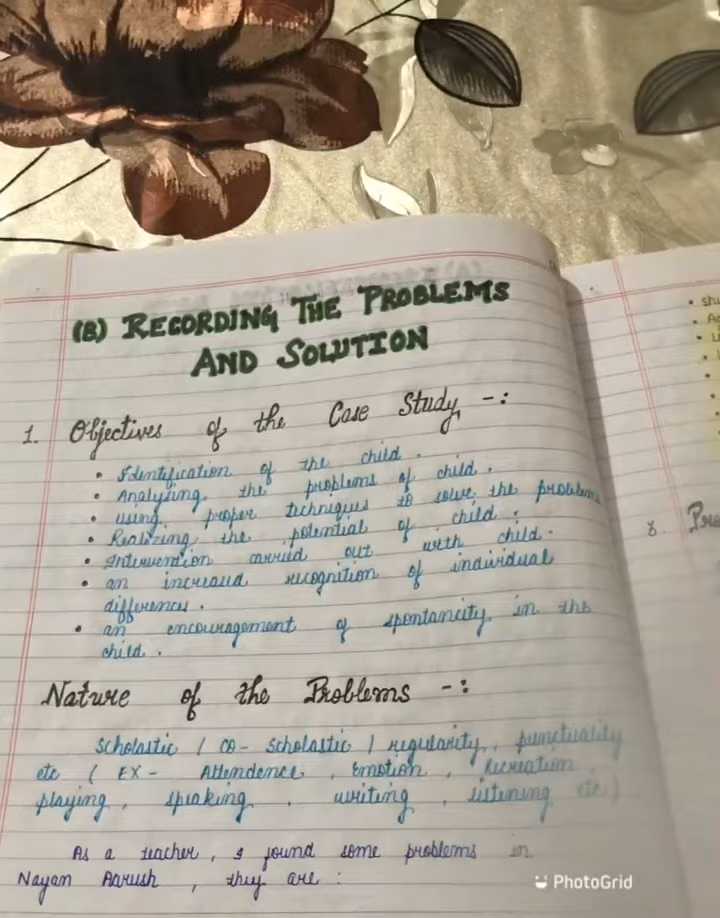 (B) RECORDING THE PROBLEMS
AND SOLUTION
1. Objectives of the Case Study -:
• Identification of the child.
• Analyzing the problems of child.
• using proper techniques to solve the problem
• Realizing the potential of child.
• Intervention carried out with child.
• an increased recognition of individual
differences.
• an encouragement of spontaneity in the
child.
Nature of the Problems -:
Scholastic / CO- Scholastic / regularity, punctuality
etc ( EX- Attendence, Emotion, Recreation,
playing, speaking, writing, listening etc)
As a teacher, I found some problems in
Nayan Aarush, they are:
8.
PhotoGrid